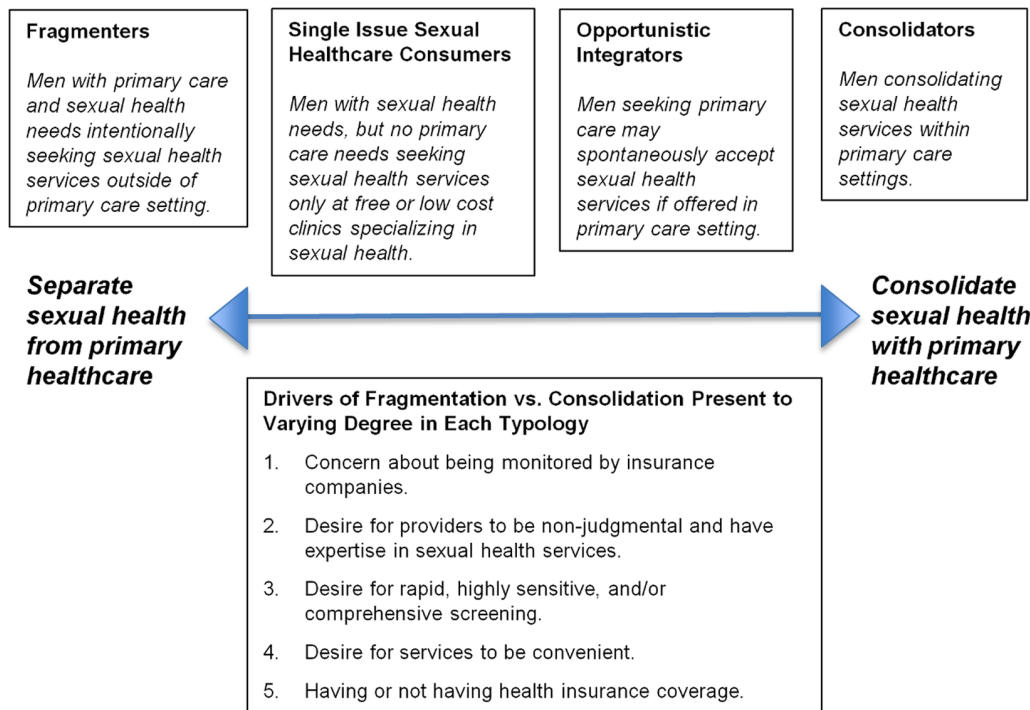 Fragmenters
Men with primary care
and sexual health
needs intentionally
seeking sexual health
services outside of
primary care setting.
Single Issue Sexual
Healthcare Consumers
Men with sexual health
needs, but no primary
care needs seeking
sexual health services
only at free or low cost
clinics specializing in
sexual health.
Opportunistic
Integrators
Men seeking primary
care may
spontaneously accept
sexual health
services if offered in
primary care setting.
Consolidators
Men consolidating
sexual health
services within
primary care
settings.
Separate
sexual health
from primary
healthcare
Consolidate
sexual health
with primary
healthcare
Drivers of Fragmentation vs. Consolidation Present to
Varying Degree in Each Typology
1. Concern about being monitored by insurance
companies.
2. Desire for providers to be non-judgmental and have
expertise in sexual health services.
3. Desire for rapid, highly sensitive, and/or
comprehensive screening.
4. Desire for services to be convenient.
5. Having or not having health insurance coverage.